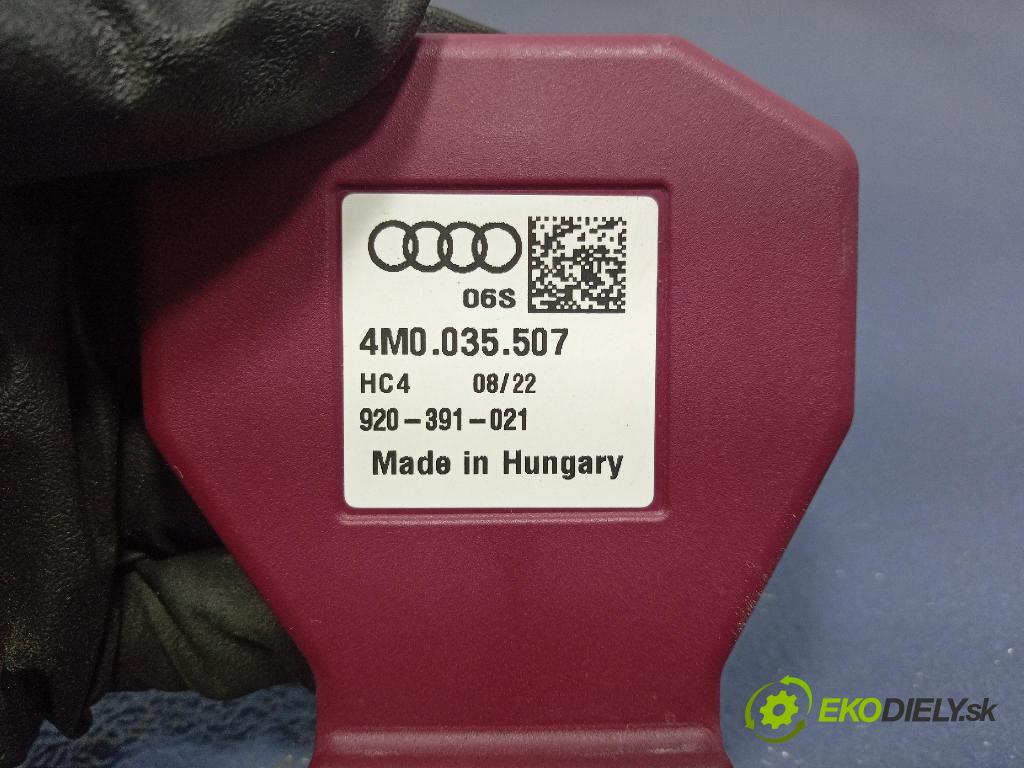 06S
4M0.035.507
HC4 08/22
920-391-021
Made in Hungary
EKODIELY.sk